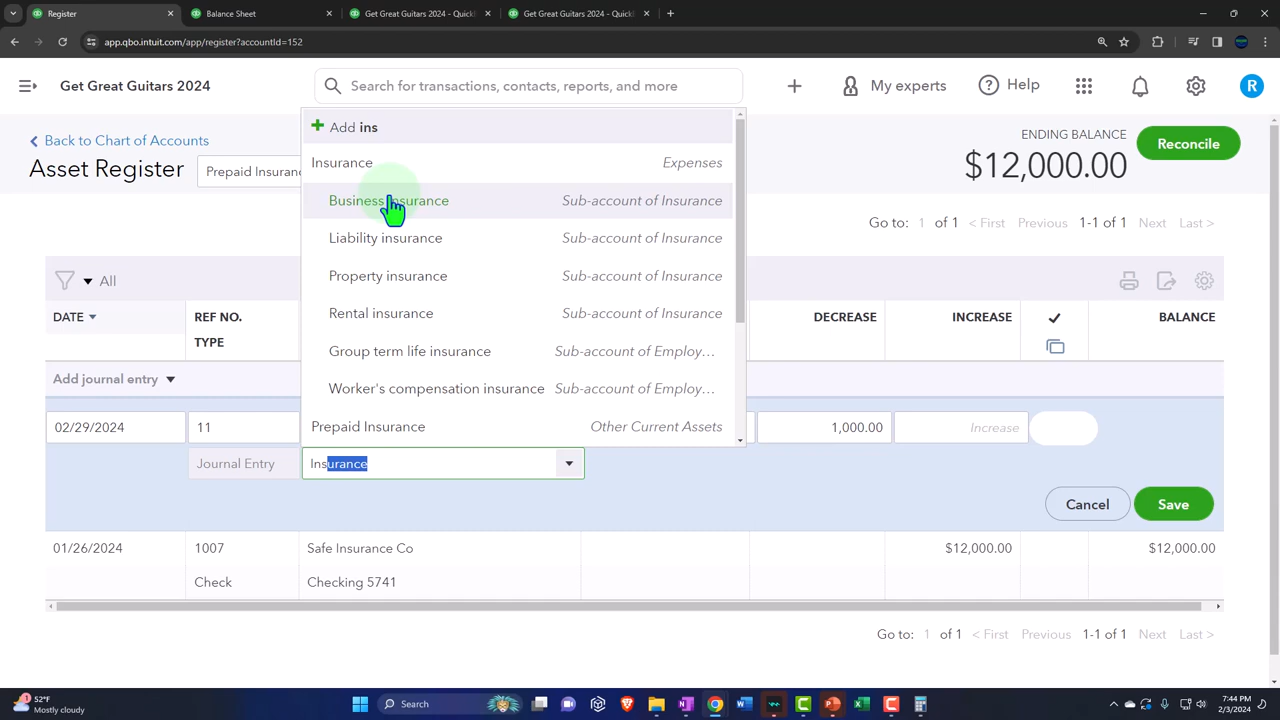 Register
Balance Sheet
Get Great Guitars 2024 - Quick
Get Great Guitars 2024 - Quick
app.qbo.intuit.com/app/register?accountId=152
Get Great Guitars 2024
Search for transactions, contacts, reports, and more
My experts
Help
R
Back to Chart of Accounts
Asset Register
Prepaid Insuran
ENDING BALANCE
$12,000.00
Reconcile
Add ins
Insurance Expenses
Business insurance Sub-account of Insurance
Liability insurance Sub-account of Insurance
Property insurance Sub-account of Insurance
Rental insurance Sub-account of Insurance
Group term life insurance Sub-account of Employ...
Worker's compensation insurance Sub-account of Employ...
Prepaid Insurance Other Current Assets
Go to: 1 of 1 < First Previous 1-1 of 1 Next Last >
All
DATE REF NO. DECREASE INCREASE BALANCE
TYPE
Add journal entry
02/29/2024 11 1,000.00 Increase
Journal Entry Insurance
Cancel Save
01/26/2024 1007 Safe Insurance Co $12,000.00 $12,000.00
Check Checking 5741
Go to: 1 of 1 < First Previous 1-1 of 1 Next Last >
52°F
Mostly cloudy
Search
7:44 PM
2/3/2024